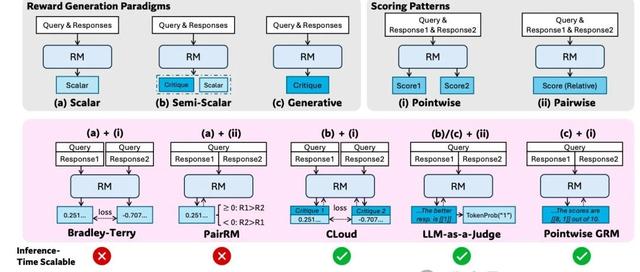 Reward Generation Paradigms
Scoring Patterns
Query & Responses
RM
Scalar
(a) Scalar
Query & Responses
RM
Critique
Scalar
(b) Semi-Scalar
Query & Responses
RM
Critique
(c) Generative
Query &
Response1 & Response2
RM
Score1
Score2
(i) Pointwise
Query &
Response1 & Response2
RM
Score (Relative)
(ii) Pairwise
(a) + (i)
Query
Query
Response1
Response2
RM
0.251...
loss
-0.707...
Bradley-Terry
(a) + (ii)
Query
Response1
Response2
RM
0.251...
≥ 0: R1>R2
< 0: R2>R1
PairRM
(b) + (i)
Query
Query
Response1
Response2
RM
Critique 1
loss
Critique 2
0.251...
-0.707...
CLoud
(b)/(c) + (ii)
Query
Response1
Response2
RM
...The better
resp. is [[1]]
TokenProb("1")
LLM-as-a-Judge
(c) + (i)
Query
Response1
Response2
RM
...The scores are
[[8, 1]] out of 10.
Pointwise GRM
Inference-
Time Scalable